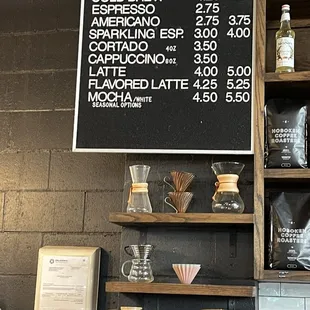 COLD BREW
ESPRESSO 2.75
AMERICANO 2.75 3.75
SPARKLING ESP. 3.00 4.00
CORTADO 4OZ 3.50
CAPPUCCINO 8OZ 3.50
LATTE 4.00 5.00
FLAVORED LATTE 4.25 5.25
MOCHA/WHITE 4.50 5.50
SEASONAL OPTIONS
HOBOKEN
COFFEE
ROASTERS
HOBOKEN
COFFEE
ROASTERS